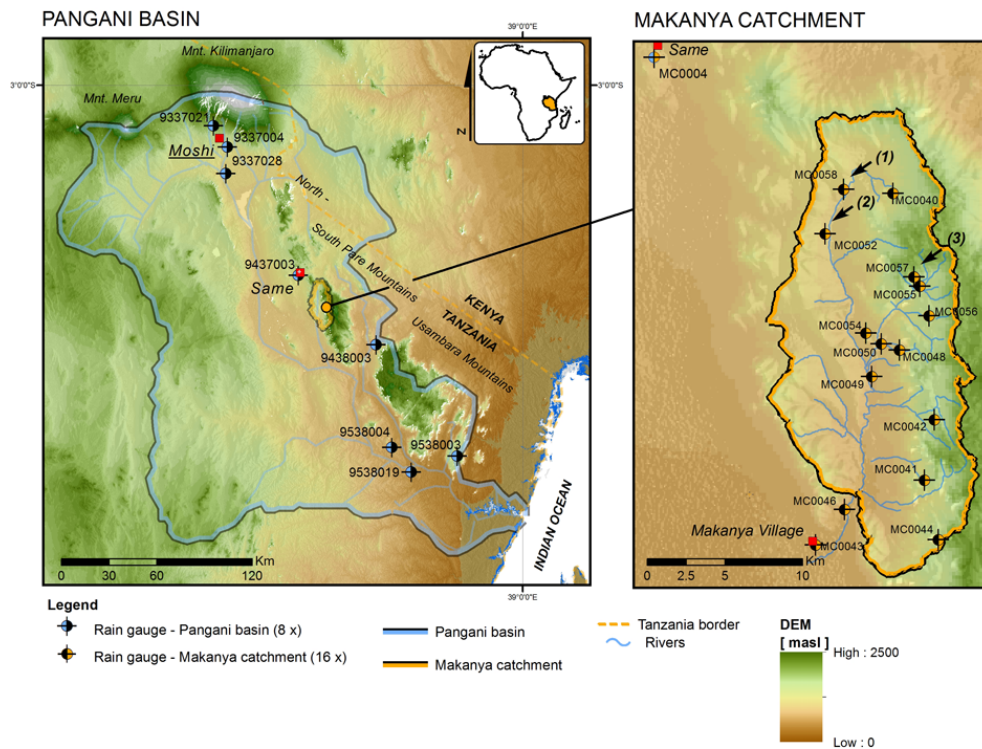 PANGANI BASIN
39°0'0"E
MAKANYA CATCHMENT
Mnt. Kilimanjaro
3°0'0"S
3°0'0"S
Mnt. Meru
9337021
9337004
Moshi
9337028
North -
South Pare Mountains
9437003
Same
KENYA
TANZANIA
Usambara Mountains
9438003
9538004
9538003
9538019
INDIAN OCEAN
Z
Km
0
60
120
39°0'0"E
Same
MC0004
MC0058
(1)
MC0040
(2)
MC0052
(3)
MC0057
MC0055
MC0056
MC0054
MC0050
MC0048
MC0049
MC0042
MC0041
MC0046
MC0044
Makanya Village
MC0043
0
2.5
5
10
Km
Legend
Rain gauge - Pangani basin (8 x)
Rain gauge - Makanya catchment (16 x)
Pangani basin
Makanya catchment
Tanzania border
Rivers
DEM
[ masl ]
High : 2500
Low : 0